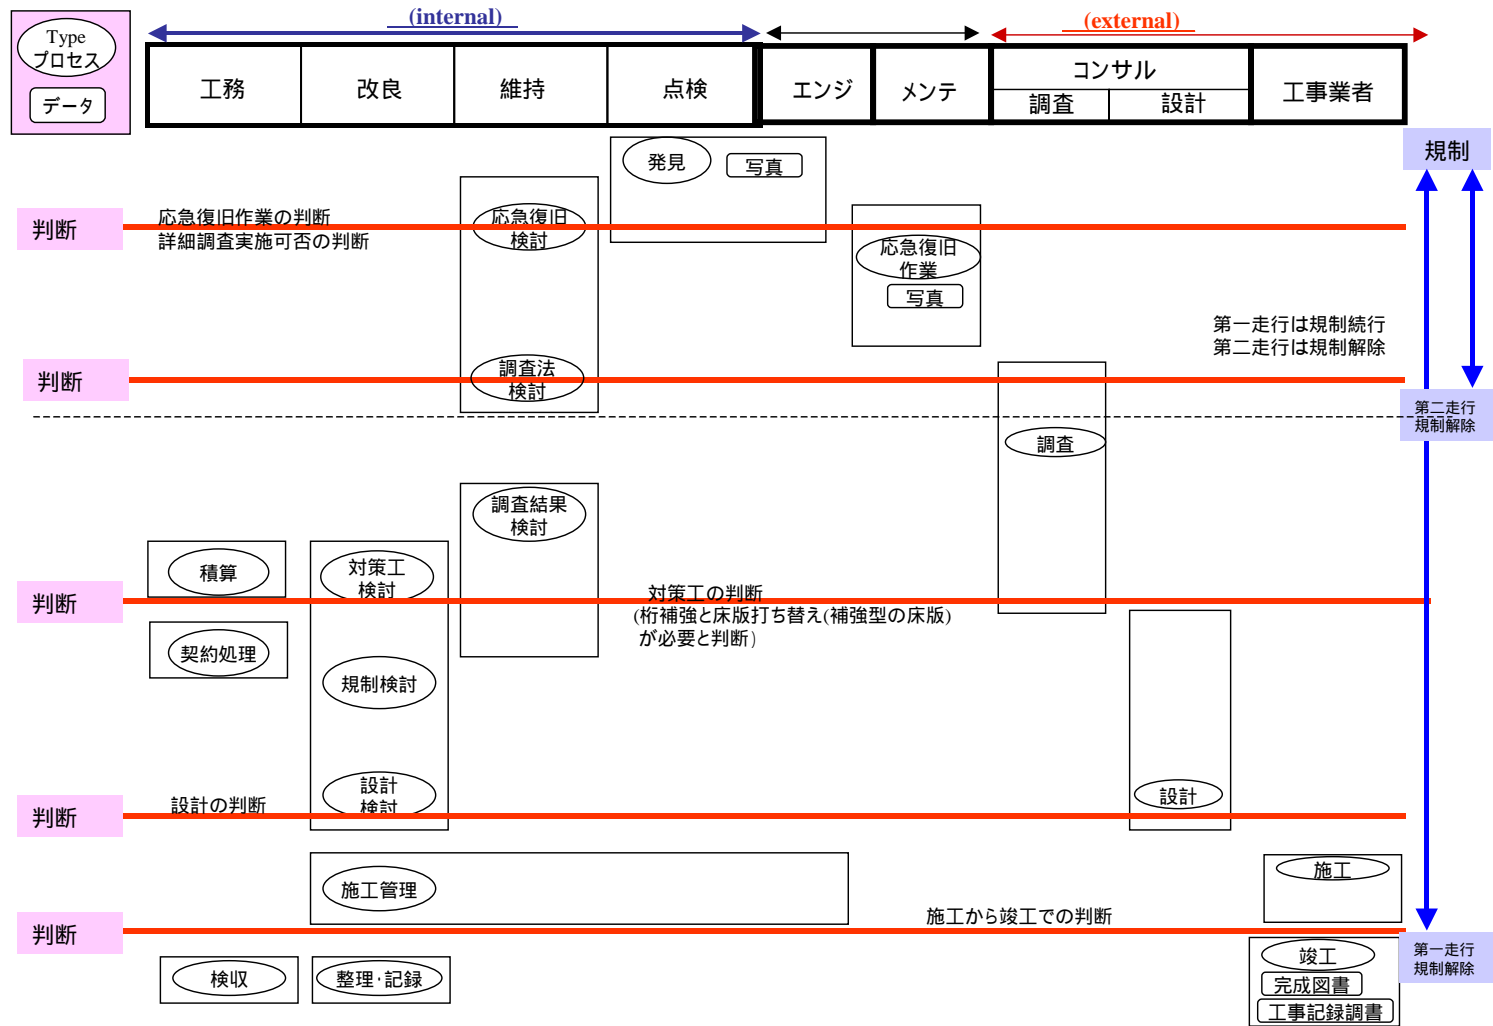 Type
プロセス
データ
(internal)
(external)
工務
改良
維持
点検
エンジ
メンテ
コンサル
調査
設計
工事業者
規制
発見
写真
判断
応急復旧作業の判断
詳細調査実施可否の判断
応急復旧
検討
応急復旧
作業
写真
第一走行は規制続行
第二走行は規制解除
判断
調査法
検討
第二走行
規制解除
調査
調査結果
検討
積算
対策工
検討
判断
対策工の判断
(桁補強と床版打ち替え(補強型の床版)
が必要と判断)
契約処理
規制検討
設計
検討
設計
判断
設計の判断
施工管理
施工
判断
施工から竣工での判断
第一走行
規制解除
検収
整理・記録
竣工
完成図書
工事記録調書